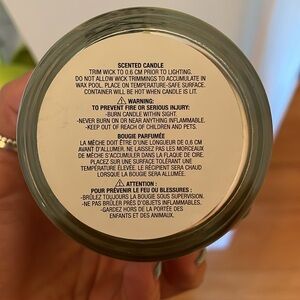 SCENTED CANDLE
TRIM WICK TO 0.6 CM PRIOR TO LIGHTING.
DO NOT ALLOW WICK TRIMMINGS TO ACCUMULATE IN
WAX POOL. PLACE ON TEMPERATURE-SAFE SURFACE.
CONTAINER WILL BE HOT WHEN CANDLE IS LIT.
⚠ WARNING:
TO PREVENT FIRE OR SERIOUS INJURY:
-BURN CANDLE WITHIN SIGHT.
-NEVER BURN ON OR NEAR ANYTHING INFLAMMABLE.
-KEEP OUT OF REACH OF CHILDREN AND PETS.
BOUGIE PARFUMÉE
LA MÈCHE DOIT ÊTRE D'UNE LONGUEUR DE 0,6 CM
AVANT D'ALLUMER. NE LAISSEZ PAS LES MORCEAUX
DE MÈCHE S'ACCUMULER DANS LA FLAQUE DE CIRE.
PLACEZ SUR UNE SURFACE TOLÉRANT UNE
TEMPÉRATURE ÉLEVÉE. LE RÉCIPIENT SERA CHAUD
LORSQUE LA BOUGIE SERA ALLUMÉE.
⚠ ATTENTION :
POUR PRÉVENIR LE FEU OU BLESSURES :
-BRÛLEZ TOUJOURS LA BOUGIE SOUS SUPERVISION.
-NE PAS BRÛLER PRÈS D'OBJETS INFLAMMABLES.
-GARDEZ HORS DE LA PORTÉE DES
ENFANTS ET DES ANIMAUX.